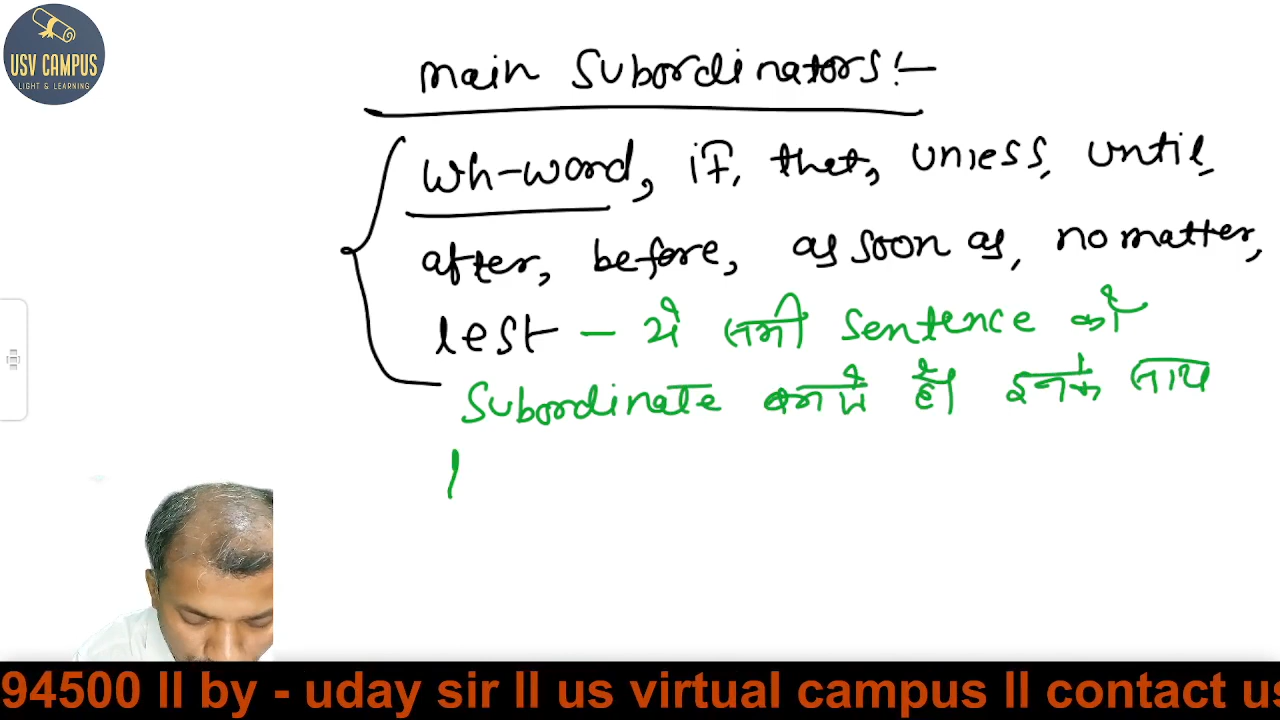 USV CAMPUS
LIGHT & LEARNING
main Subordinators:-
Wh-word, if, that, unless, until,
after, before, as soon as, no matter,
lest - ये सभी sentence को
Subordinate बनाते हैं। इनके साथ
94500 ll by - uday sir ll us virtual campus ll contact us